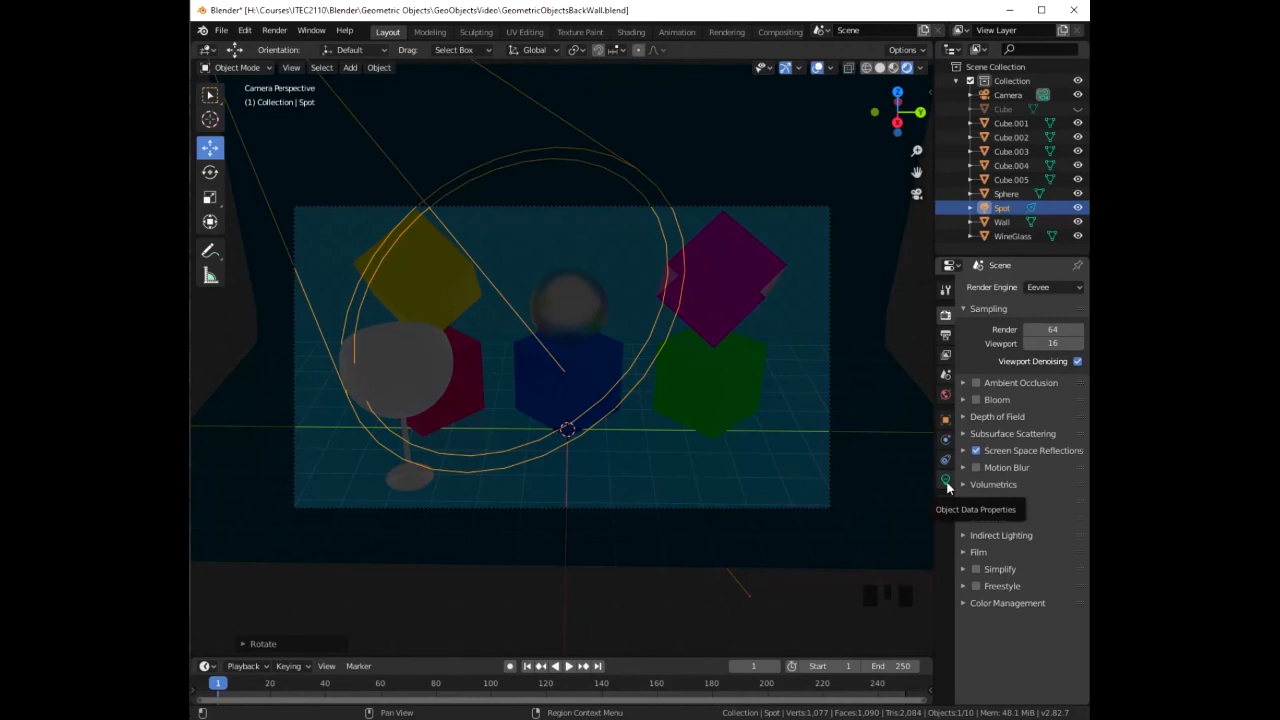 Blender* [H:\Courses\ITEC2110\Blender\Geometric Objects\GeoObjectsVideo\GeometricObjectsBackWall.blend]
File Edit Render Window Help Layout Modeling Sculpting UV Editing Texture Paint Shading Animation Rendering Compositing Scene View Layer
Orientation: Default Drag: Select Box Global Options
Object Mode View Select Add Object
Camera Perspective
(1) Collection | Spot
Z
Y
X
Scene Collection
Collection
Camera
Cube
Cube.001
Cube.002
Cube.003
Cube.004
Cube.005
Sphere
Spot
Wall
WineGlass
Scene
Render Engine Eevee
Sampling
Render 64
Viewport 16
Viewport Denoising
Ambient Occlusion
Bloom
Depth of Field
Subsurface Scattering
Screen Space Reflections
Motion Blur
Volumetrics
Object Data Properties
Indirect Lighting
Film
Simplify
Freestyle
Color Management
Rotate
Playback Keying View Marker 1 Start 1 End 250
1 20 40 60 80 100 120 140 160 180 200 220 240
Pan View Region Context Menu Collection | Spot | Verts:1,077 | Faces:1,090 | Tris:2,084 | Objects:1/10 | Mem: 48.1 MiB | v2.82.7